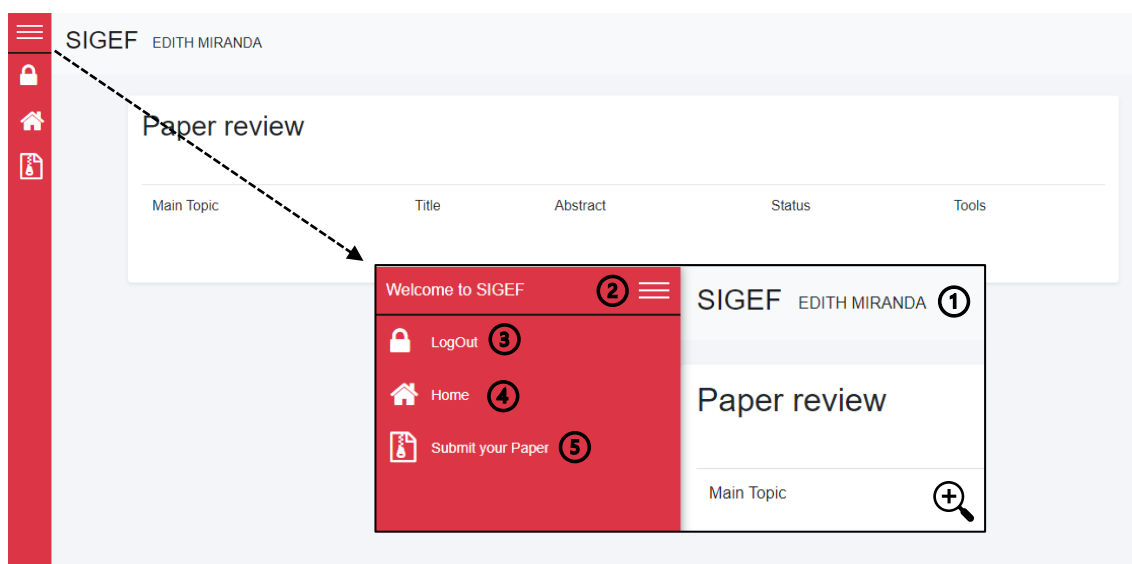 SIGEF EDITH MIRANDA
Paper review
Main Topic Title Abstract Status Tools
Welcome to SIGEF 2
SIGEF EDITH MIRANDA 1
LogOut 3
Home 4
Paper review
Submit your Paper 5
Main Topic